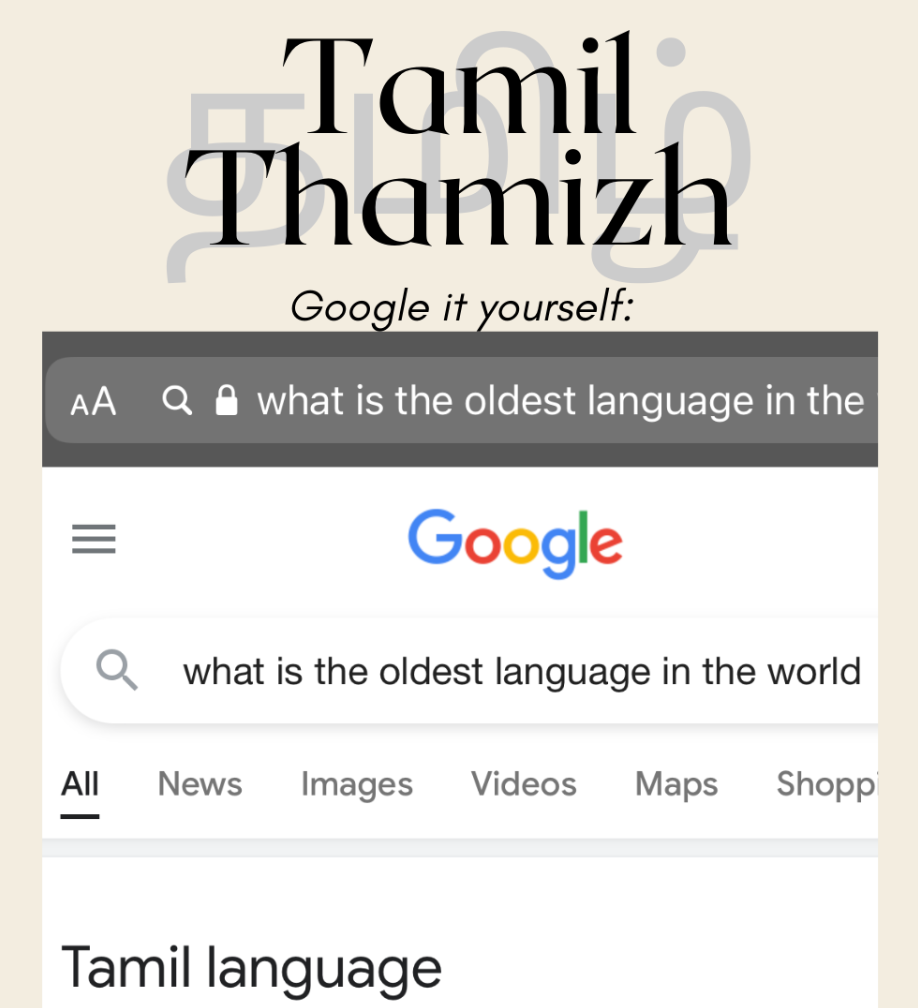 தமிழ்
Tamil
Thamizh
Google it yourself:
AA what is the oldest language in the
Google
what is the oldest language in the world
All News Images Videos Maps Shoppi
Tamil language